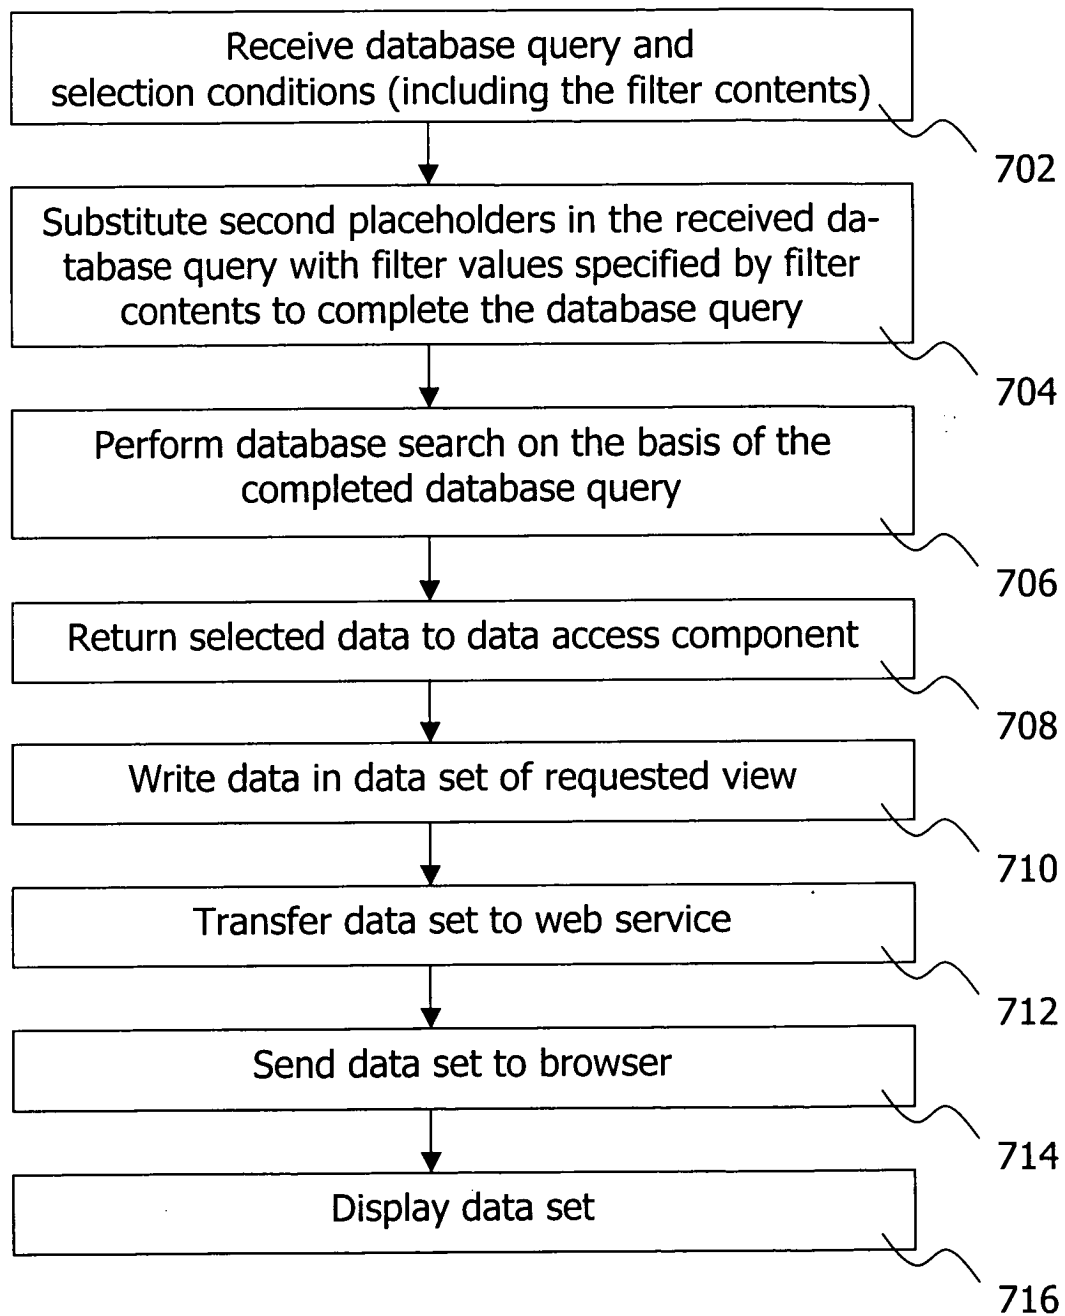 Receive database query and
selection conditions (including the filter contents)
702
Substitute second placeholders in the received da-
tabase query with filter values specified by filter
contents to complete the database query
704
Perform database search on the basis of the
completed database query
706
Return selected data to data access component
708
Write data in data set of requested view
710
Transfer data set to web service
712
Send data set to browser
714
Display data set
716